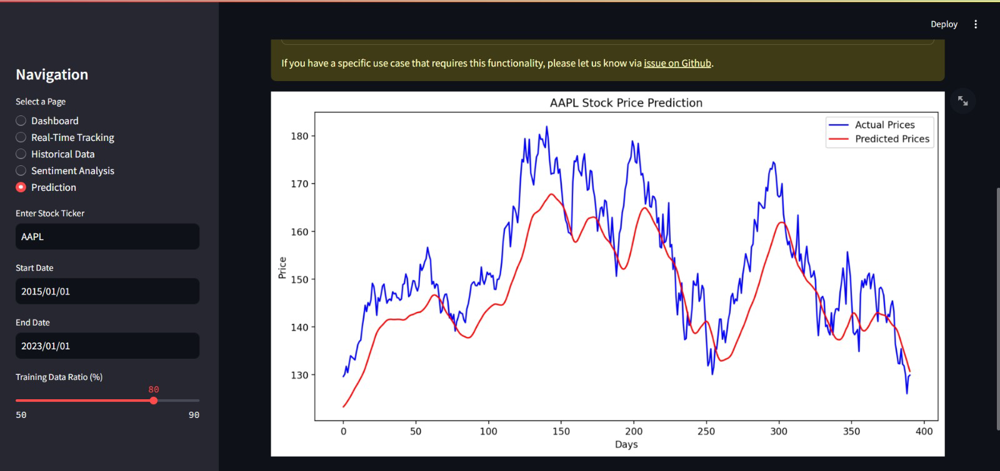 Deploy
Navigation
Select a Page
Dashboard
Real-Time Tracking
Historical Data
Sentiment Analysis
Prediction
Enter Stock Ticker
AAPL
Start Date
2015/01/01
End Date
2023/01/01
Training Data Ratio (%)
80
50 90
If you have a specific use case that requires this functionality, please let us know via issue on Github.
AAPL Stock Price Prediction
Actual Prices
Predicted Prices
Price
180
170
160
150
140
130
0 50 100 150 200 250 300 350 400
Days